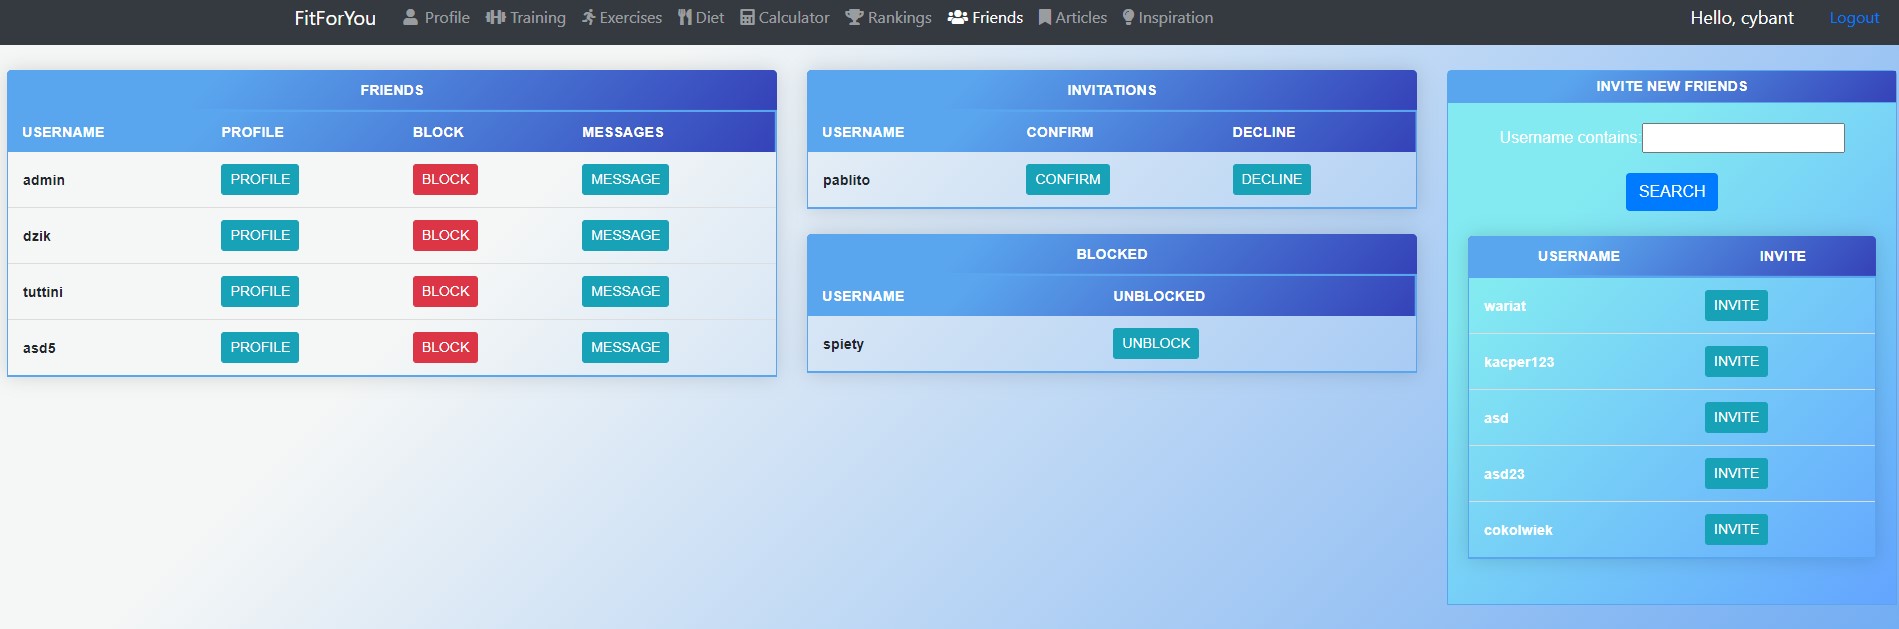 FitForYou Profile Training Exercises Diet Calculator Rankings Friends Articles Inspiration Hello, cybant Logout
FRIENDS
USERNAME PROFILE BLOCK MESSAGES
admin PROFILE BLOCK MESSAGE
dzik PROFILE BLOCK MESSAGE
tuttini PROFILE BLOCK MESSAGE
asd5 PROFILE BLOCK MESSAGE
INVITATIONS
USERNAME CONFIRM DECLINE
pablito CONFIRM DECLINE
BLOCKED
USERNAME UNBLOCKED
spiety UNBLOCK
INVITE NEW FRIENDS
Username contains:
SEARCH
USERNAME INVITE
wariat INVITE
kacper123 INVITE
asd INVITE
asd23 INVITE
cokolwiek INVITE